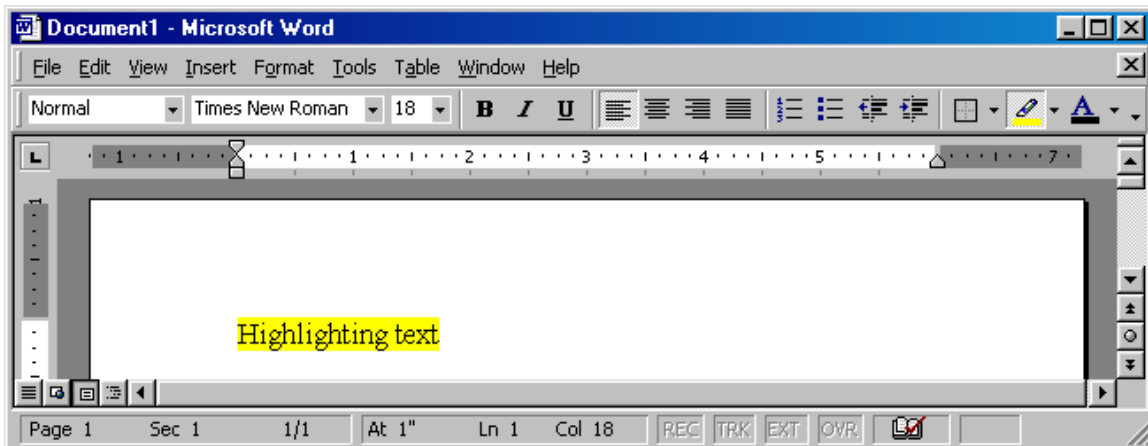 Document1 - Microsoft Word
File Edit View Insert Format Tools Table Window Help
Normal Times New Roman 18 B I U A
L 1 1 2 3 4 5 7
1
Highlighting text
Page 1 Sec 1 1/1 At 1" Ln 1 Col 18 REC TRK EXT OVR